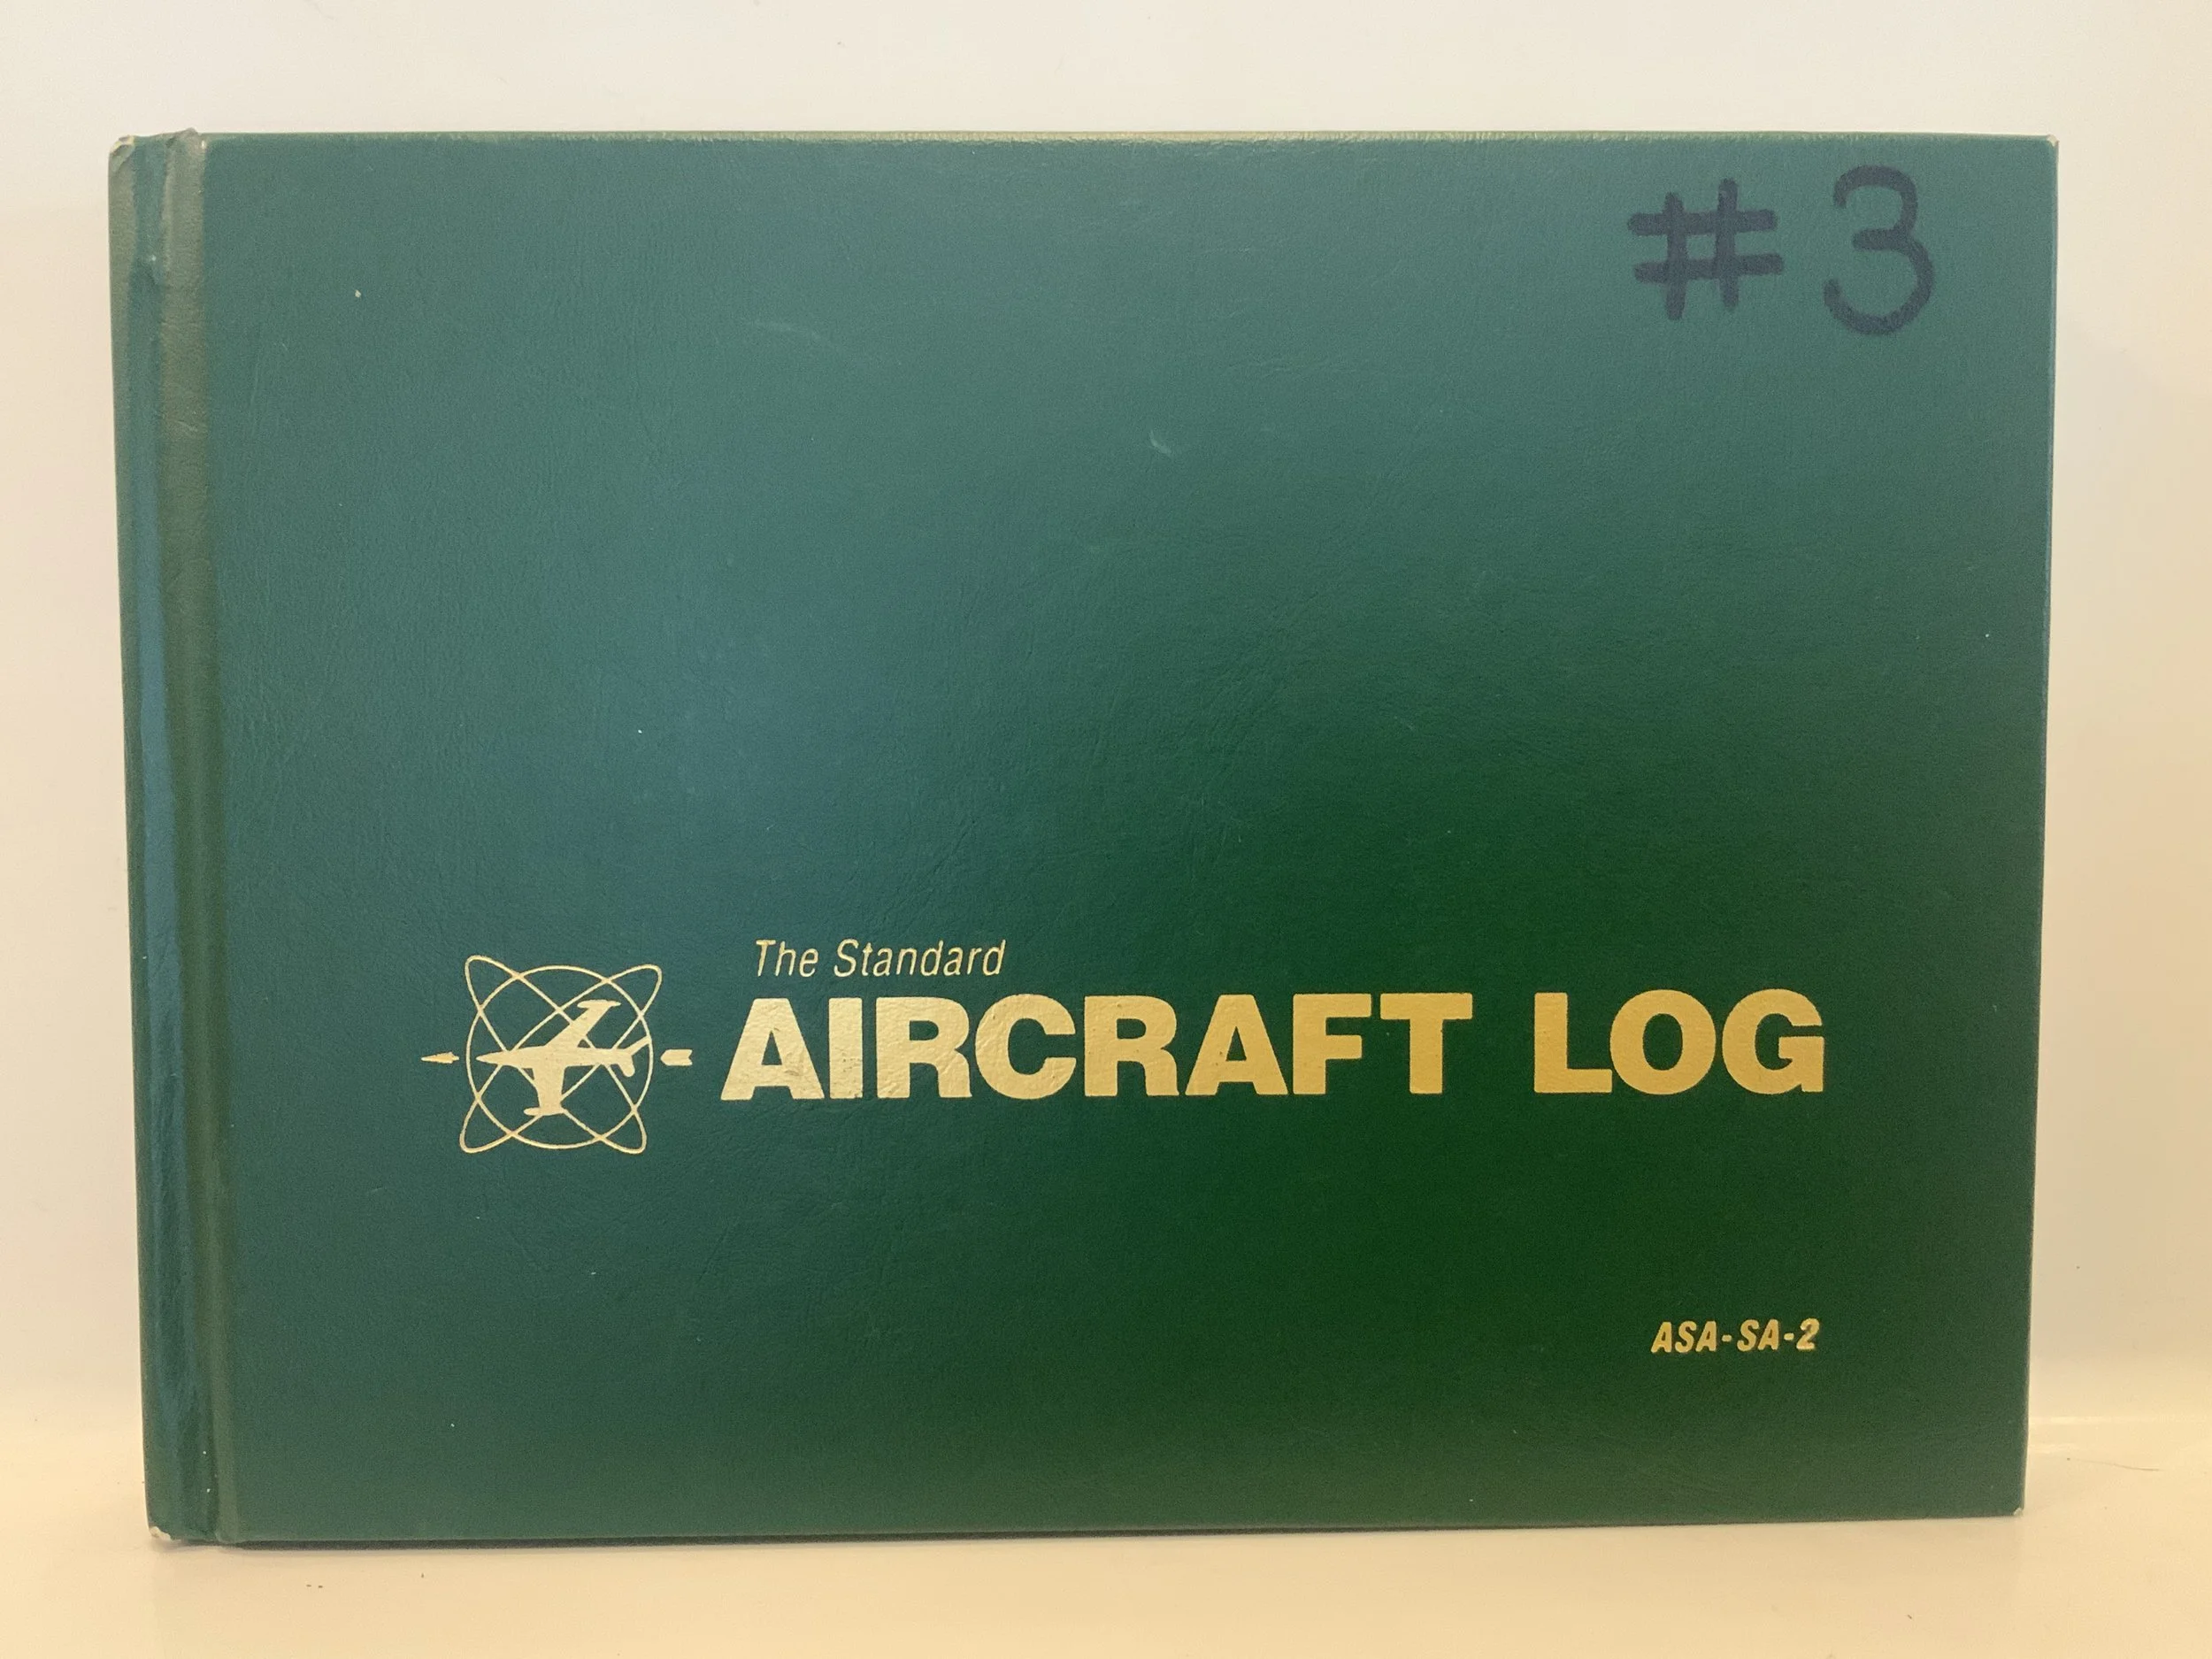 #3
The Standard
AIRCRAFT LOG
ASA-SA-2